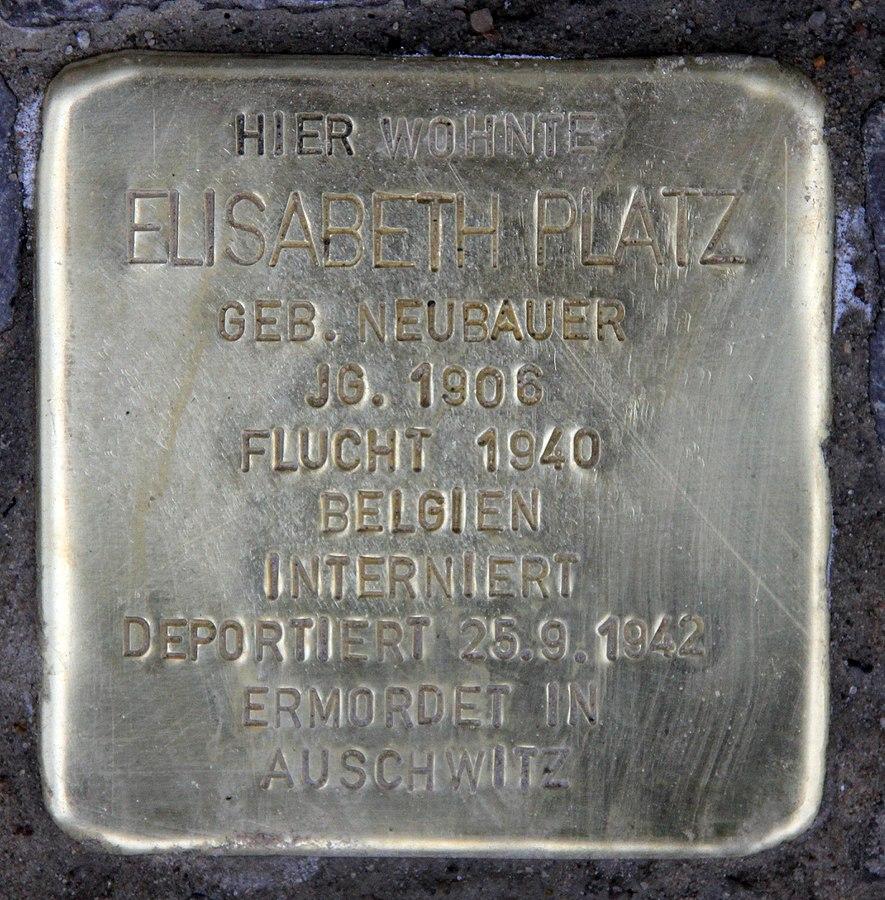 HIER WOHNTE
ELISABETH PLATZ
GEB. NEUBAUER
JG. 1906
FLUCHT 1940
BELGIEN
INTERNIERT
DEPORTIERT 25.9.1942
ERMORDET IN
AUSCHWITZ